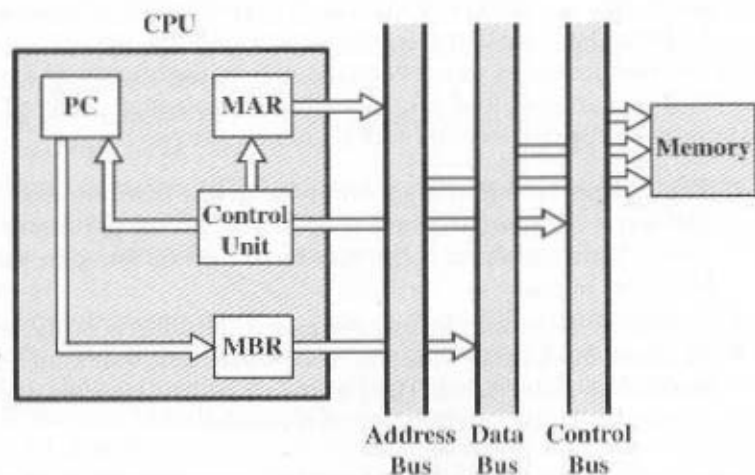 CPU
PC
MAR
Memory
Control
Unit
MBR
Address
Bus
Data
Bus
Control
Bus